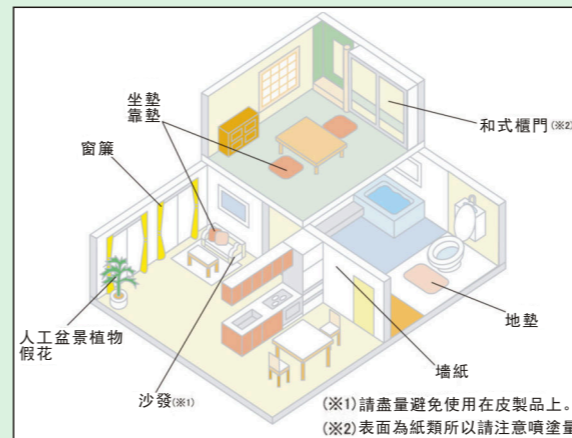 坐墊
靠墊
和式櫃門(※2)
窗簾
人工盆景植物
假花
地墊
墻紙
沙發(※1)
(※1)請盡量避免使用在皮製品上。
(※2)表面為紙類所以請注意噴塗量